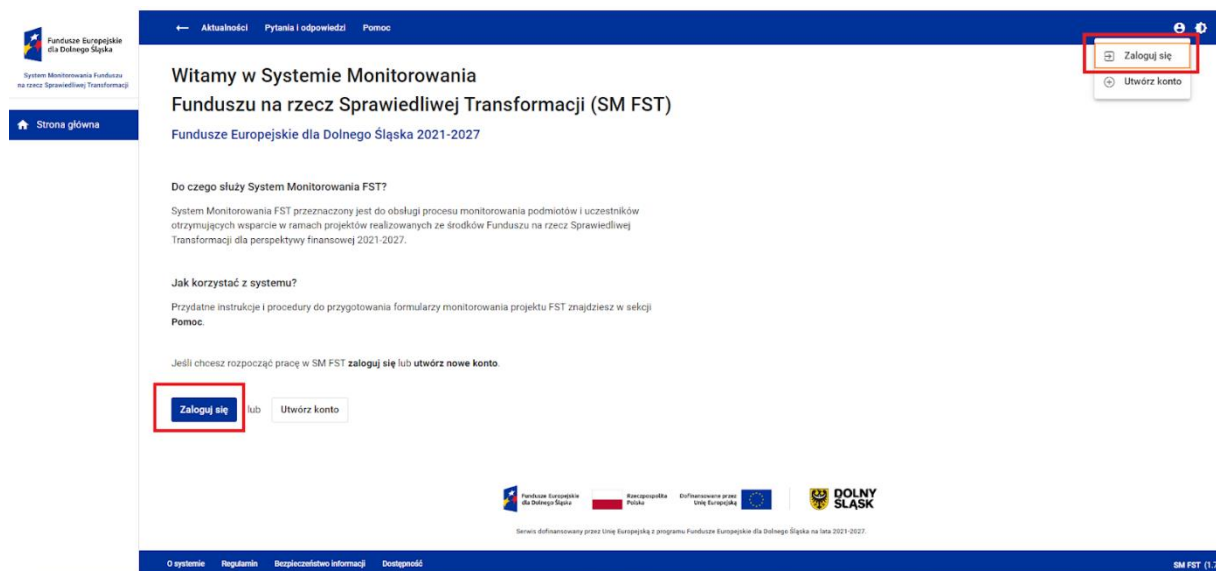 Fundusze Europejskie
dla Dolnego Śląska
System Monitorowania Funduszu
na rzecz Sprawiedliwej Transformacji
Strona główna
Aktualności Pytania i odpowiedzi Pomoc
Zaloguj się
Utwórz konto
Witamy w Systemie Monitorowania
Funduszu na rzecz Sprawiedliwej Transformacji (SM FST)
Fundusze Europejskie dla Dolnego Śląska 2021-2027
Do czego służy System Monitorowania FST?
System Monitorowania FST przeznaczony jest do obsługi procesu monitorowania podmiotów i uczestników
otrzymujących wsparcie w ramach projektów realizowanych ze środków Funduszu na rzecz Sprawiedliwej
Transformacji dla perspektywy finansowej 2021-2027.
Jak korzystać z systemu?
Przydatne instrukcje i procedury do przygotowania formularzy monitorowania projektu FST znajdziesz w sekcji
Pomoc.
Jeśli chcesz rozpocząć pracę w SM FST zaloguj się lub utwórz nowe konto.
Zaloguj się lub Utwórz konto
Fundusze Europejskie
dla Dolnego Śląska
Rzeczpospolita
Polska
Dofinansowane przez
Unię Europejską
DOLNY
ŚLĄSK
Serwis dofinansowany przez Unię Europejską z programu Fundusze Europejskie dla Dolnego Śląska na lata 2021-2027.
O systemie Regulamin Bezpieczeństwo informacji Dostępność
SM FST (1.7